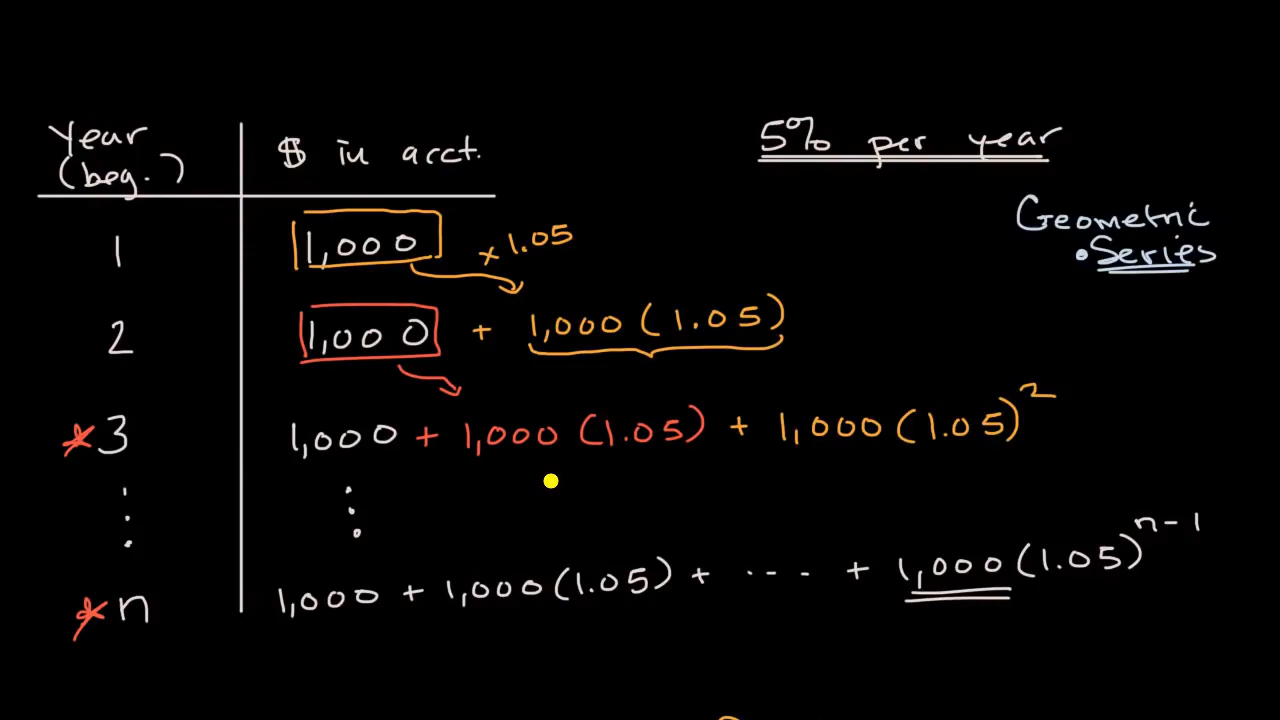 Year
(beg.)
$ in acct.
5% per year
Geometric
• Series
1
1,000
× 1.05
2
1,000 + 1,000 (1.05)
*3
1,000 + 1,000 (1.05) + 1,000 (1.05)²
⋮ ⋮
*n
1,000 + 1,000 (1.05) + ---- + 1,000 (1.05)ⁿ⁻¹